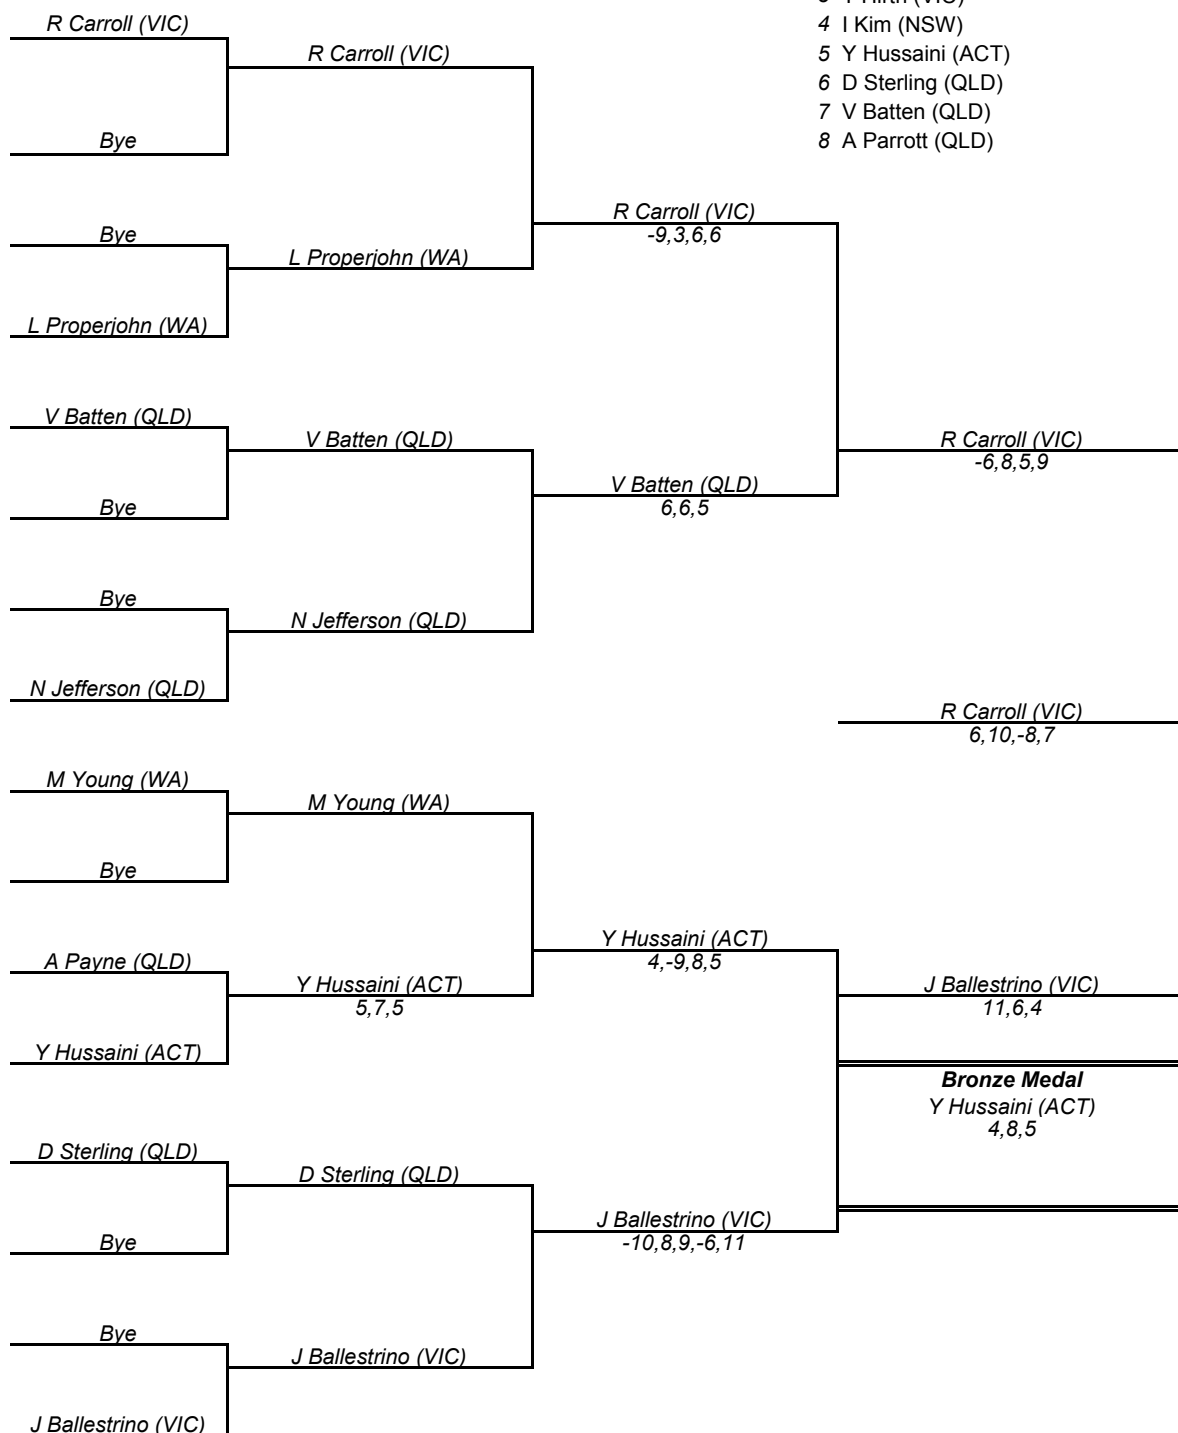 4 I Kim (NSW)
5 Y Hussaini (ACT)
6 D Sterling (QLD)
7 V Batten (QLD)
8 A Parrott (QLD)
R Carroll (VIC)
R Carroll (VIC)
Bye
R Carroll (VIC)
-9,3,6,6
Bye
L Properjohn (WA)
L Properjohn (WA)
V Batten (QLD)
V Batten (QLD)
R Carroll (VIC)
-6,8,5,9
V Batten (QLD)
6,6,5
Bye
Bye
N Jefferson (QLD)
N Jefferson (QLD)
R Carroll (VIC)
6,10,-8,7
M Young (WA)
M Young (WA)
Bye
Y Hussaini (ACT)
4,-9,8,5
A Payne (QLD)
Y Hussaini (ACT)
5,7,5
J Ballestrino (VIC)
11,6,4
Y Hussaini (ACT)
Bronze Medal
Y Hussaini (ACT)
4,8,5
D Sterling (QLD)
D Sterling (QLD)
J Ballestrino (VIC)
-10,8,9,-6,11
Bye
Bye
J Ballestrino (VIC)
J Ballestrino (VIC)